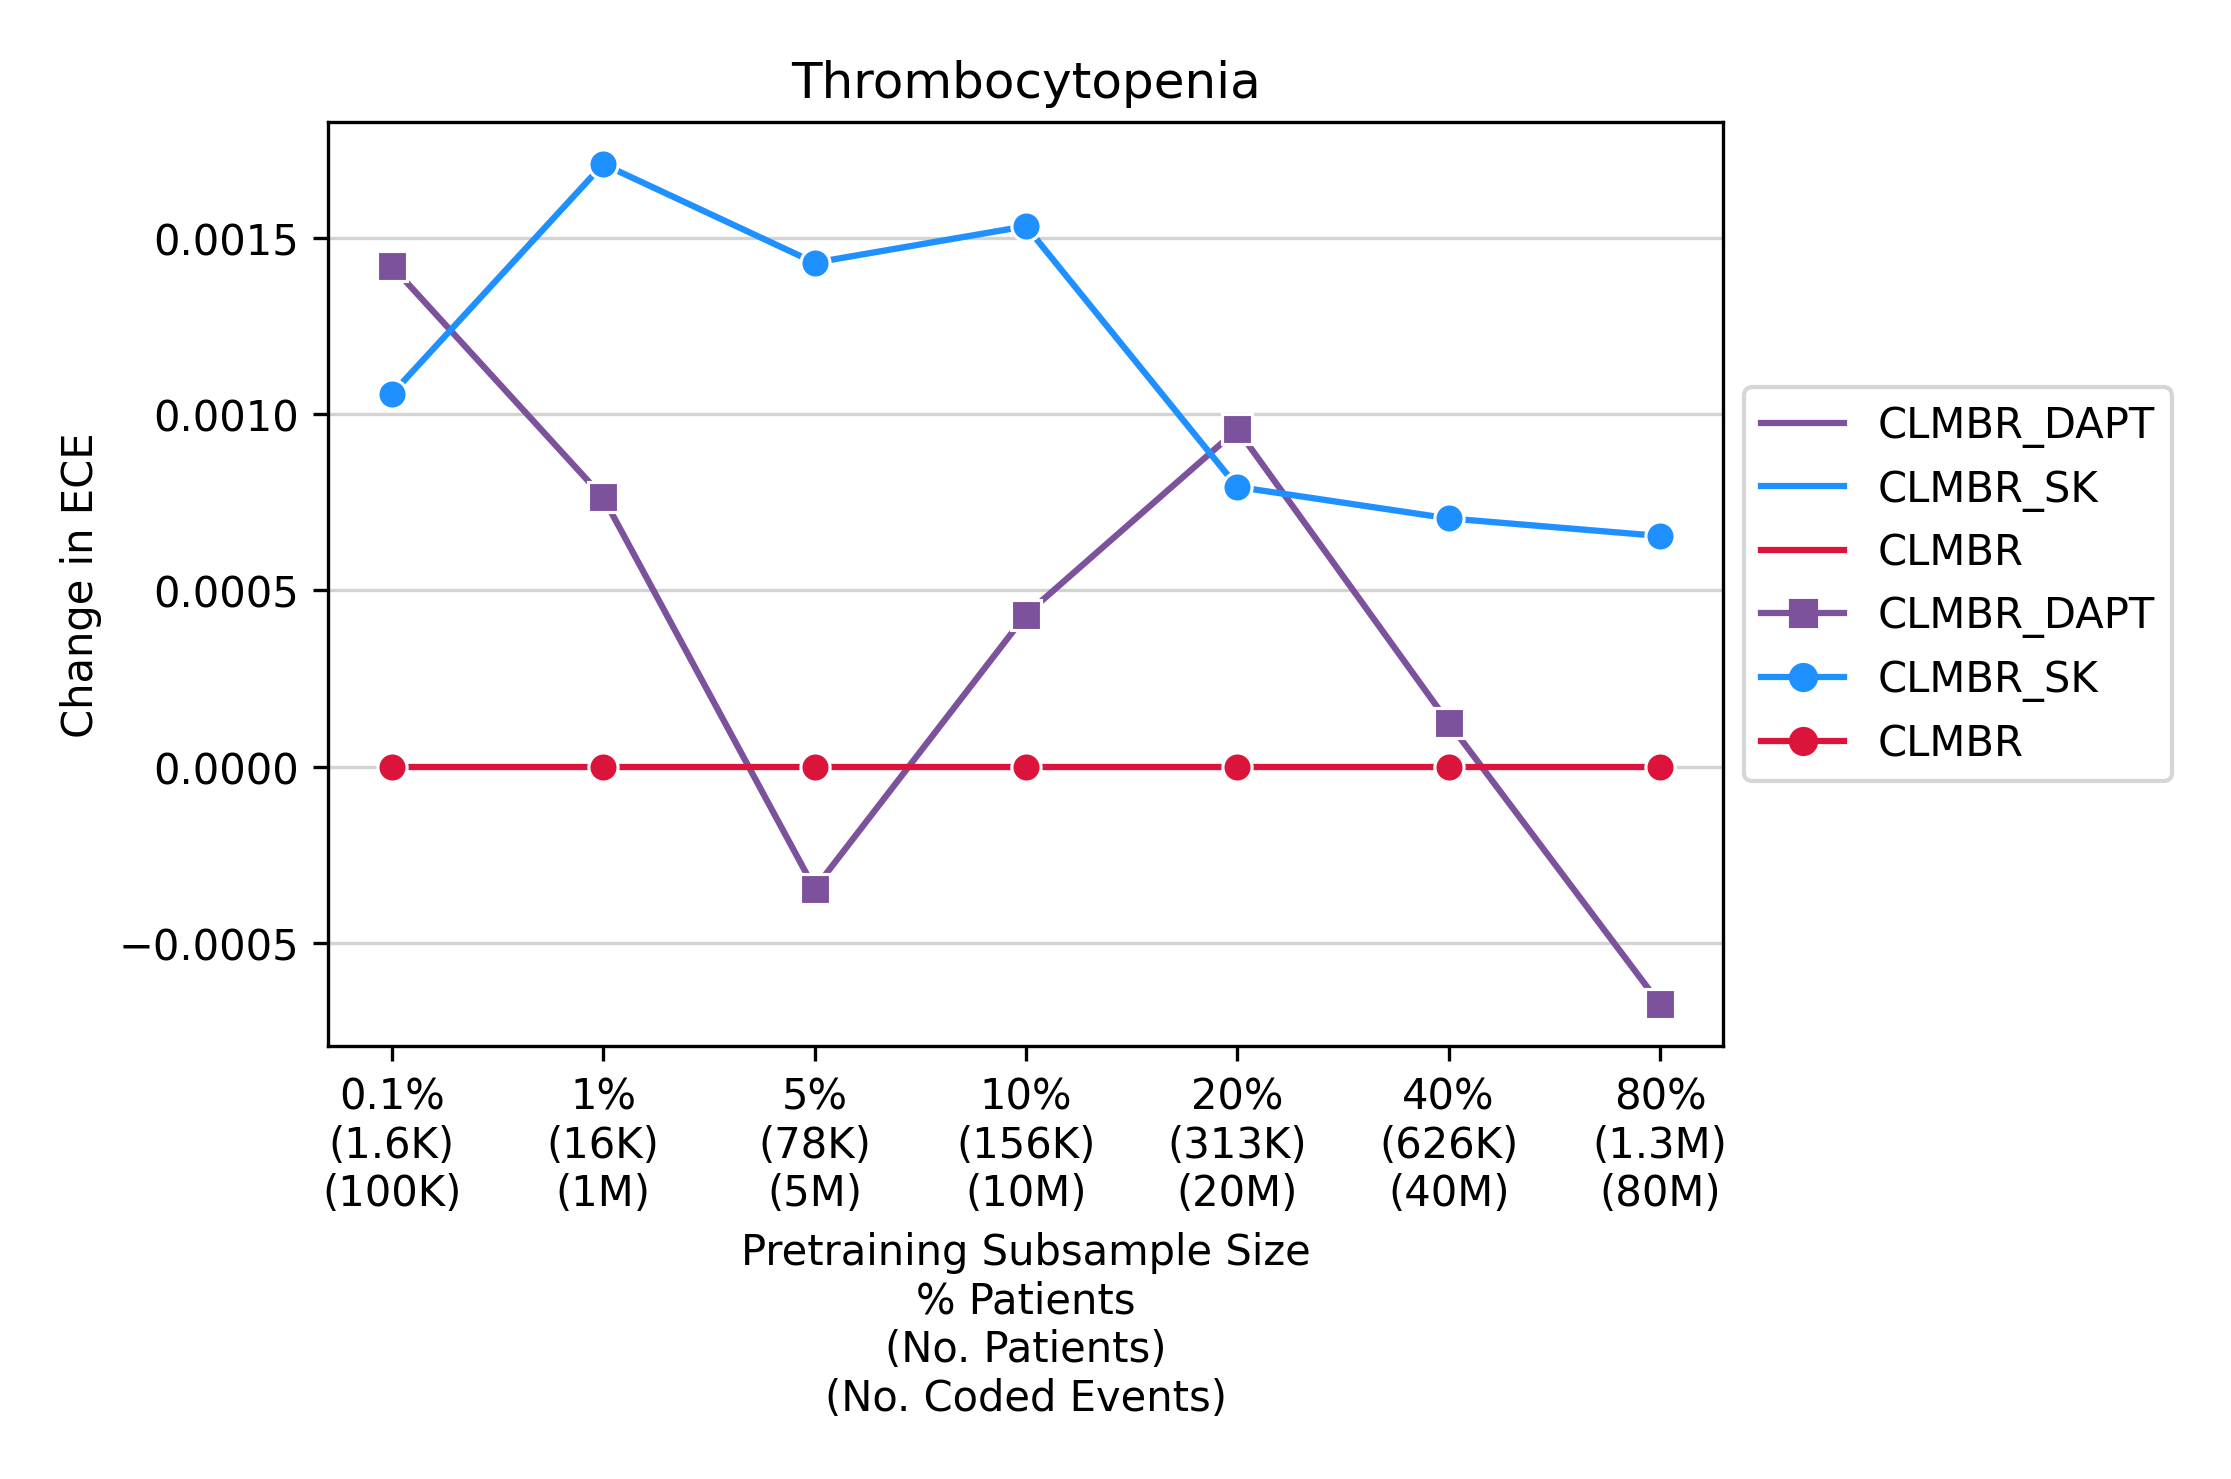 Thrombocytopenia
Change in ECE
0.0015
0.0010
0.0005
0.0000
−0.0005
0.1% 1% 5% 10% 20% 40% 80%
(1.6K) (16K) (78K) (156K) (313K) (626K) (1.3M)
(100K) (1M) (5M) (10M) (20M) (40M) (80M)
Pretraining Subsample Size
% Patients
(No. Patients)
(No. Coded Events)
CLMBR_DAPT
CLMBR_SK
CLMBR
CLMBR_DAPT
CLMBR_SK
CLMBR